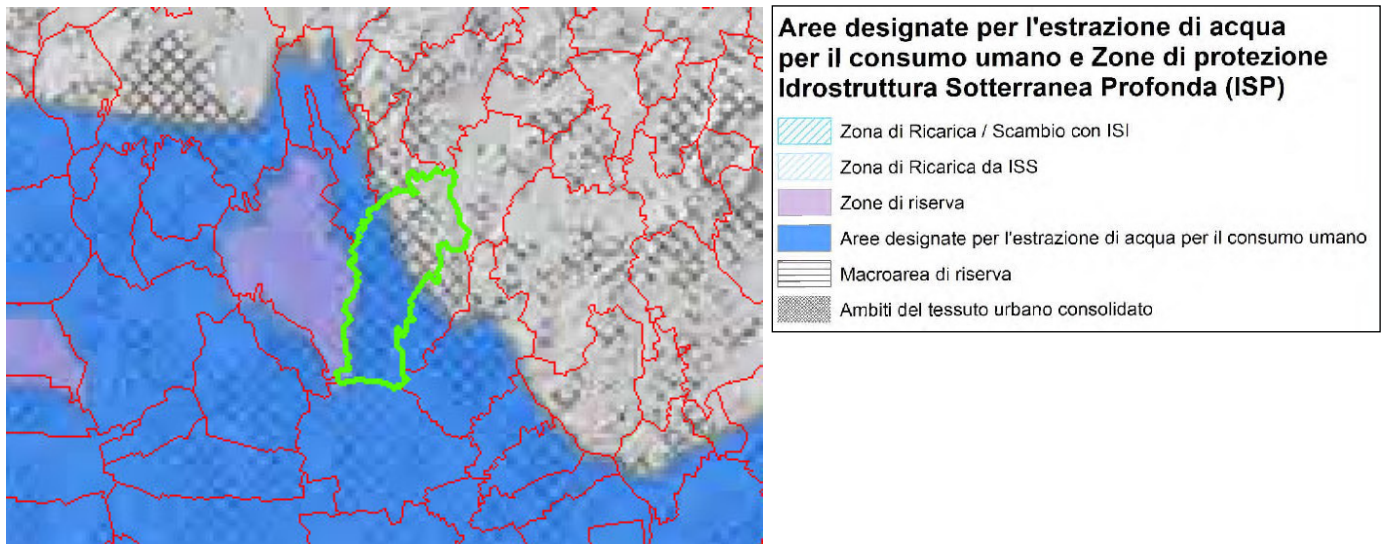 Aree designate per l'estrazione di acqua
per il consumo umano e Zone di protezione
Idrostruttura Sotterranea Profonda (ISP)
Zona di Ricarica / Scambio con ISI
Zona di Ricarica da ISS
Zone di riserva
Aree designate per l'estrazione di acqua per il consumo umano
Macroarea di riserva
Ambiti del tessuto urbano consolidato